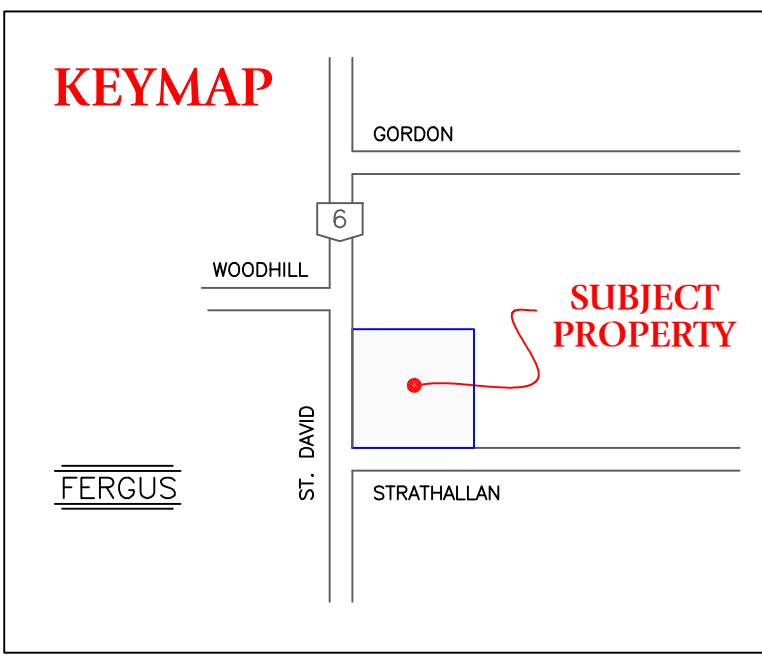 KEYMAP
GORDON
6
WOODHILL
SUBJECT
PROPERTY
ST. DAVID
FERGUS
STRATHALLAN